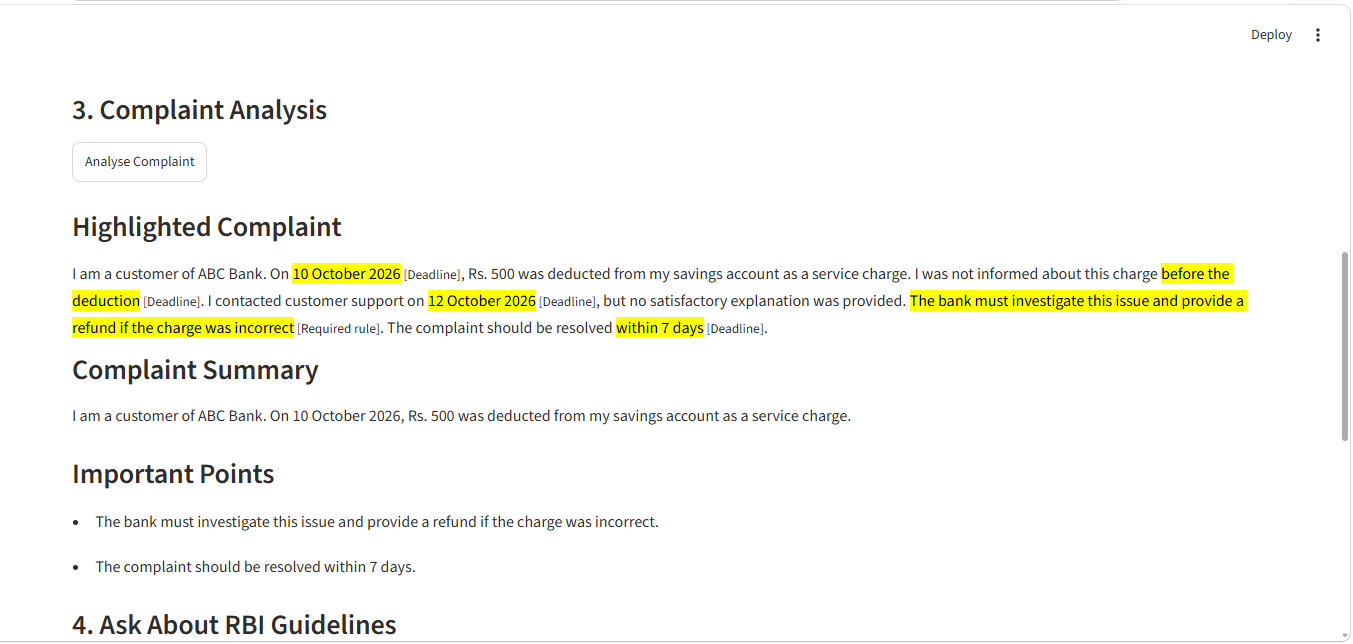 Deploy
3. Complaint Analysis
Analyse Complaint
Highlighted Complaint
I am a customer of ABC Bank. On 10 October 2026 [Deadline], Rs. 500 was deducted from my savings account as a service charge. I was not informed about this charge before the
deduction [Deadline]. I contacted customer support on 12 October 2026 [Deadline], but no satisfactory explanation was provided. The bank must investigate this issue and provide a
refund if the charge was incorrect [Required rule]. The complaint should be resolved within 7 days [Deadline].
Complaint Summary
I am a customer of ABC Bank. On 10 October 2026, Rs. 500 was deducted from my savings account as a service charge.
Important Points
• The bank must investigate this issue and provide a refund if the charge was incorrect.
• The complaint should be resolved within 7 days.
4. Ask About RBI Guidelines